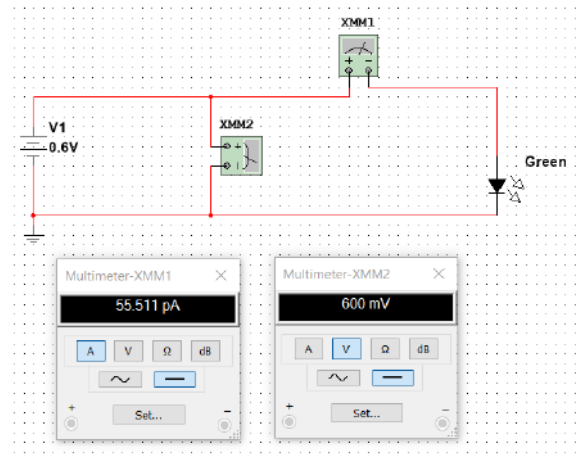 XMM1
V1
0.6V
XMM2
Green
Multimeter-XMM1
55.511 pA
A V Ω dB
Set...
Multimeter-XMM2
600 mV
A V Ω dB
Set...